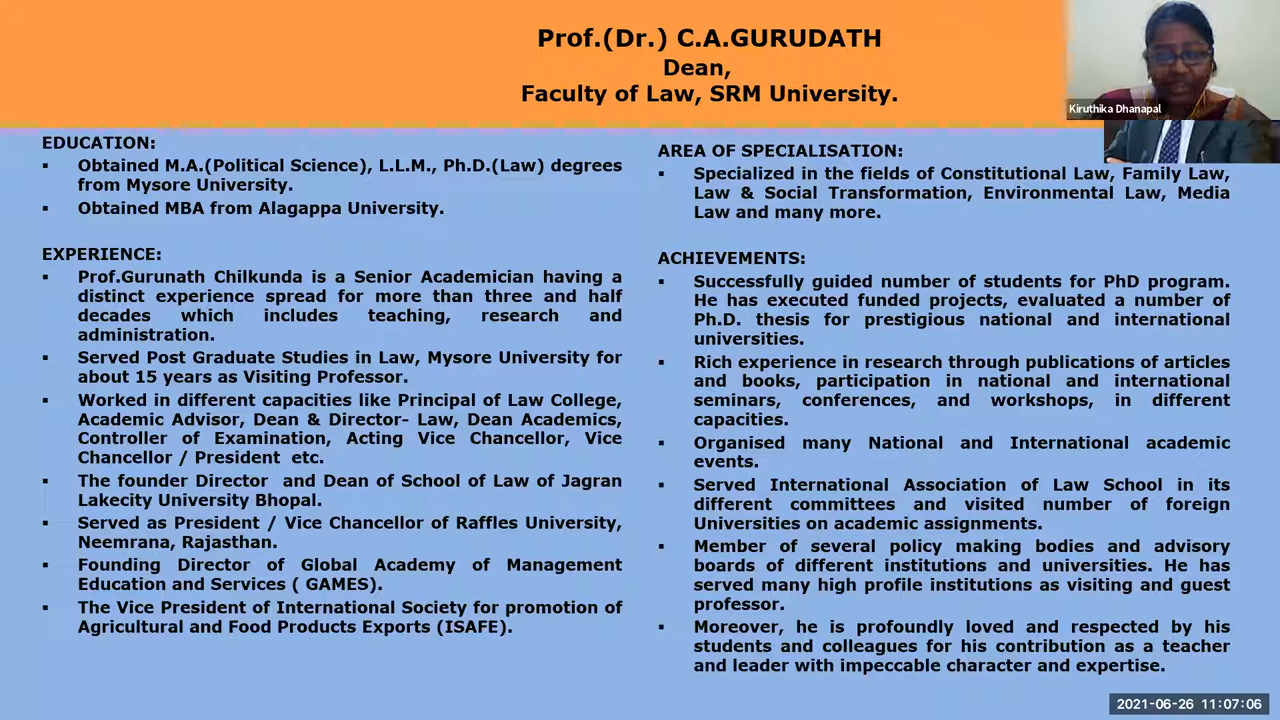 Prof.(Dr.) C.A.GURUDATH
Dean,
Faculty of Law, SRM University.
Kiruthika Dhanapal
EDUCATION:
▪ Obtained M.A.(Political Science), L.L.M., Ph.D.(Law) degrees
from Mysore University.
▪ Obtained MBA from Alagappa University.
EXPERIENCE:
▪ Prof.Gurunath Chilkunda is a Senior Academician having a
distinct experience spread for more than three and half
decades which includes teaching, research and
administration.
▪ Served Post Graduate Studies in Law, Mysore University for
about 15 years as Visiting Professor.
▪ Worked in different capacities like Principal of Law College,
Academic Advisor, Dean & Director- Law, Dean Academics,
Controller of Examination, Acting Vice Chancellor, Vice
Chancellor / President etc.
▪ The founder Director and Dean of School of Law of Jagran
Lakecity University Bhopal.
▪ Served as President / Vice Chancellor of Raffles University,
Neemrana, Rajasthan.
▪ Founding Director of Global Academy of Management
Education and Services ( GAMES).
▪ The Vice President of International Society for promotion of
Agricultural and Food Products Exports (ISAFE).
AREA OF SPECIALISATION:
▪ Specialized in the fields of Constitutional Law, Family Law,
Law & Social Transformation, Environmental Law, Media
Law and many more.
ACHIEVEMENTS:
▪ Successfully guided number of students for PhD program.
He has executed funded projects, evaluated a number of
Ph.D. thesis for prestigious national and international
universities.
▪ Rich experience in research through publications of articles
and books, participation in national and international
seminars, conferences, and workshops, in different
capacities.
▪ Organised many National and International academic
events.
▪ Served International Association of Law School in its
different committees and visited number of foreign
Universities on academic assignments.
▪ Member of several policy making bodies and advisory
boards of different institutions and universities. He has
served many high profile institutions as visiting and guest
professor.
▪ Moreover, he is profoundly loved and respected by his
students and colleagues for his contribution as a teacher
and leader with impeccable character and expertise.
2021-06-26 11:07:06